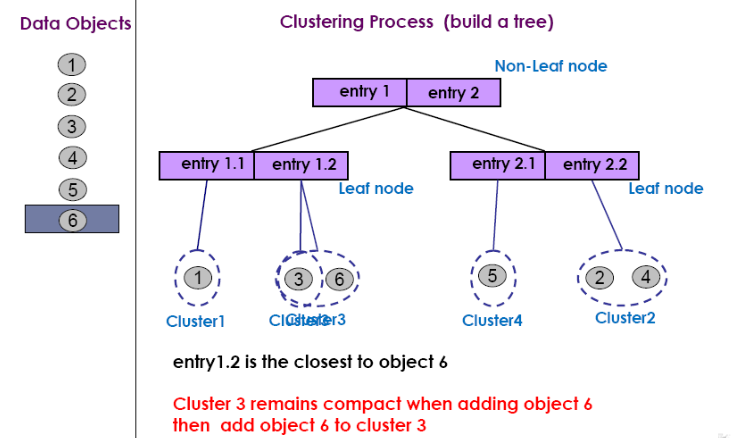 Data Objects
Clustering Process (build a tree)
1
2
3
4
5
6
Non-Leaf node
entry 1 entry 2
entry 1.1 entry 1.2 entry 2.1 entry 2.2
Leaf node Leaf node
1 3 6 5 2 4
Cluster1 Cluster3 Cluster4 Cluster2
entry1.2 is the closest to object 6
Cluster 3 remains compact when adding object 6
then add object 6 to cluster 3